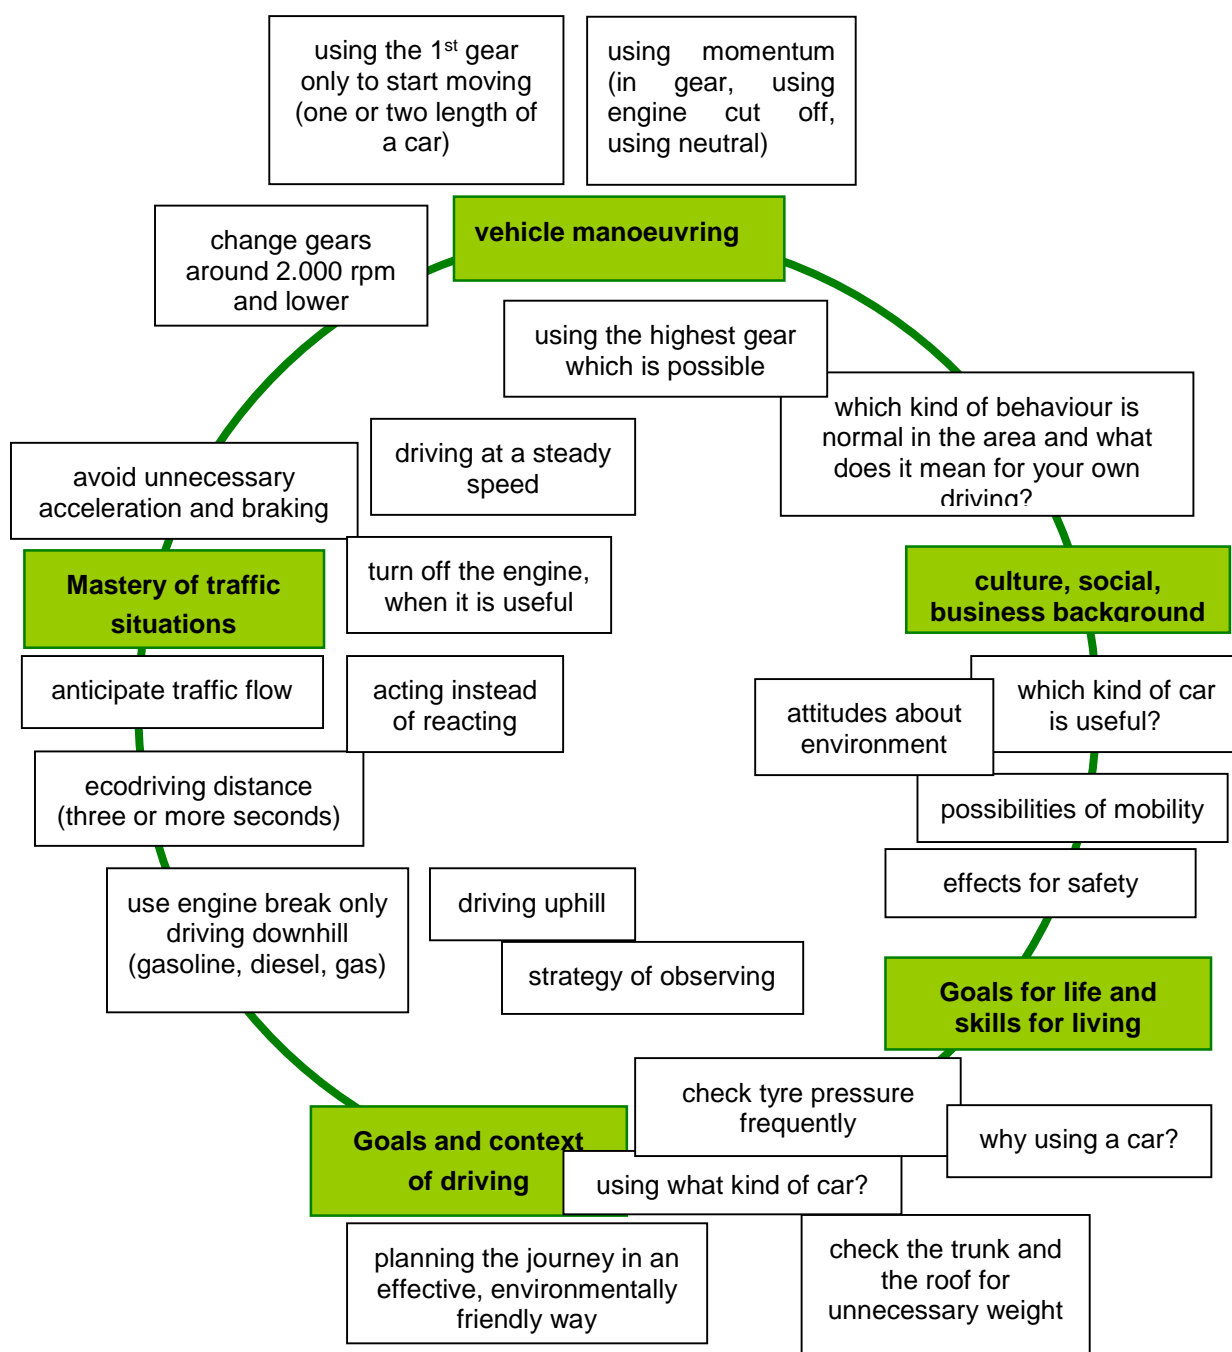 using the 1st gear
only to start moving
(one or two length of
a car)
using momentum
(in gear, using
engine cut off,
using neutral)
vehicle manoeuvring
change gears
around 2.000 rpm
and lower
using the highest gear
which is possible
which kind of behaviour is
normal in the area and what
does it mean for your own
driving?
driving at a steady
speed
avoid unnecessary
acceleration and braking
turn off the engine,
when it is useful
Mastery of traffic
situations
culture, social,
business background
anticipate traffic flow
acting instead
of reacting
attitudes about
environment
which kind of car
is useful?
ecodriving distance
(three or more seconds)
possibilities of mobility
effects for safety
use engine break only
driving downhill
(gasoline, diesel, gas)
driving uphill
strategy of observing
Goals for life and
skills for living
check tyre pressure
frequently
why using a car?
Goals and context
of driving
using what kind of car?
planning the journey in an
effective, environmentally
friendly way
check the trunk and
the roof for
unnecessary weight